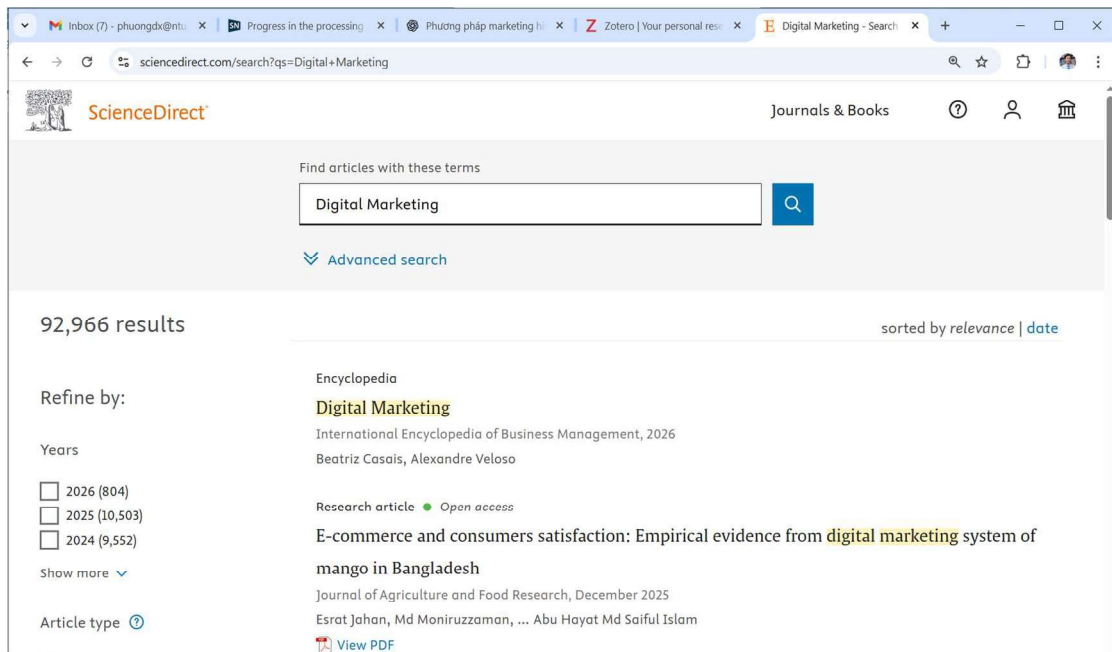 Inbox (7) - phuongdx@ntu
Progress in the processing
Phương pháp marketing hi
Zotero | Your personal rese
Digital Marketing - Search
sciencedirect.com/search?qs=Digital+Marketing
ScienceDirect
Journals & Books
Find articles with these terms
Digital Marketing
Advanced search
92,966 results
sorted by relevance | date
Refine by:
Years
2026 (804)
2025 (10,503)
2024 (9,552)
Show more
Article type
Encyclopedia
Digital Marketing
International Encyclopedia of Business Management, 2026
Beatriz Casais, Alexandre Veloso
Research article ● Open access
E-commerce and consumers satisfaction: Empirical evidence from digital marketing system of
mango in Bangladesh
Journal of Agriculture and Food Research, December 2025
Esrat Jahan, Md Moniruzzaman, ... Abu Hayat Md Saiful Islam
View PDF